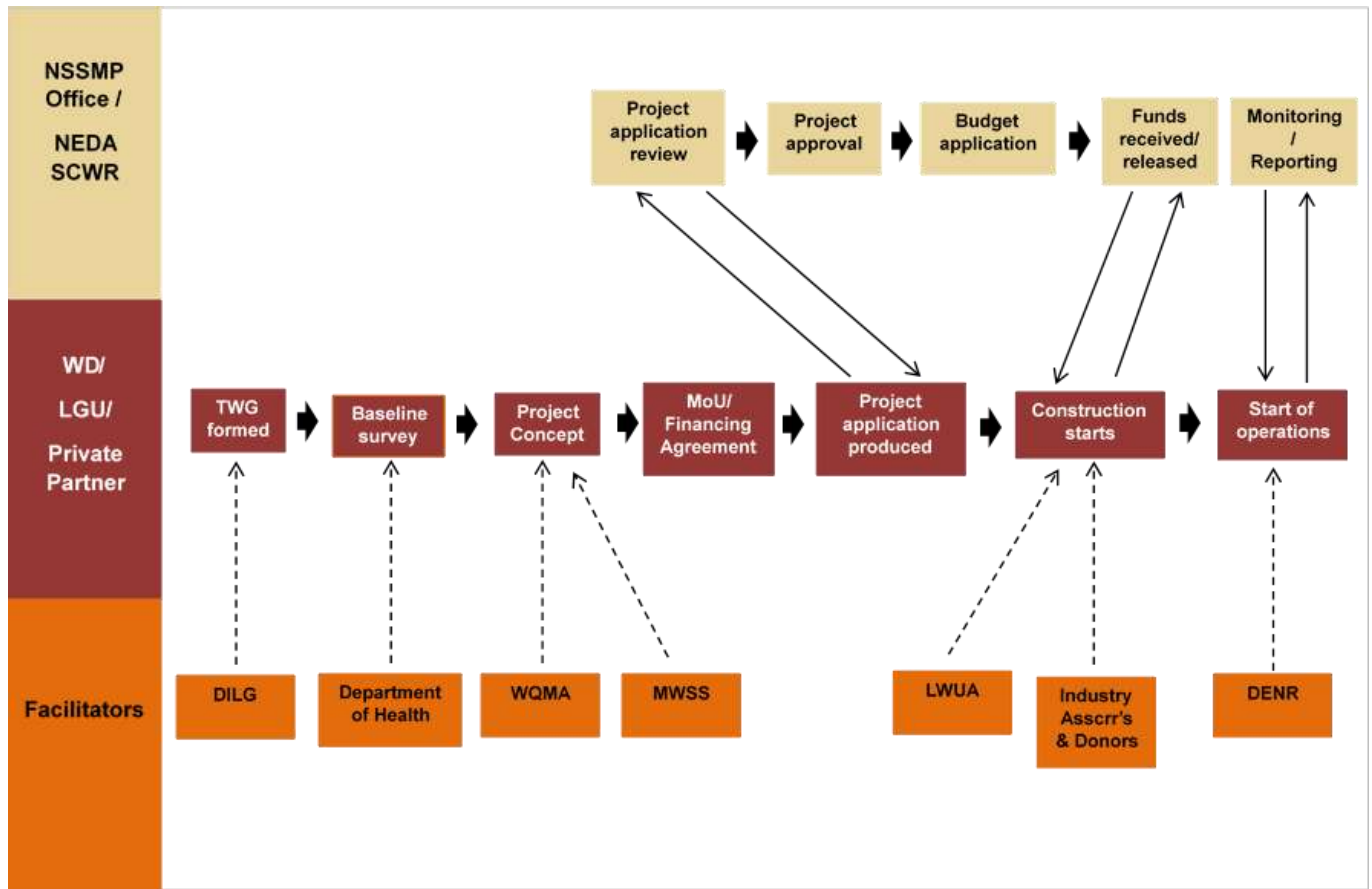 NSSMP
Office /
NEDA
SCWR
Project
application
review
Project
approval
Budget
application
Funds
received/
released
Monitoring
/
Reporting
WD/
LGU/
Private
Partner
TWG
formed
Baseline
survey
Project
Concept
MoU/
Financing
Agreement
Project
application
produced
Construction
starts
Start of
operations
Facilitators
DILG
Department
of Health
WQMA
MWSS
LWUA
Industry
Asscrr's
& Donors
DENR